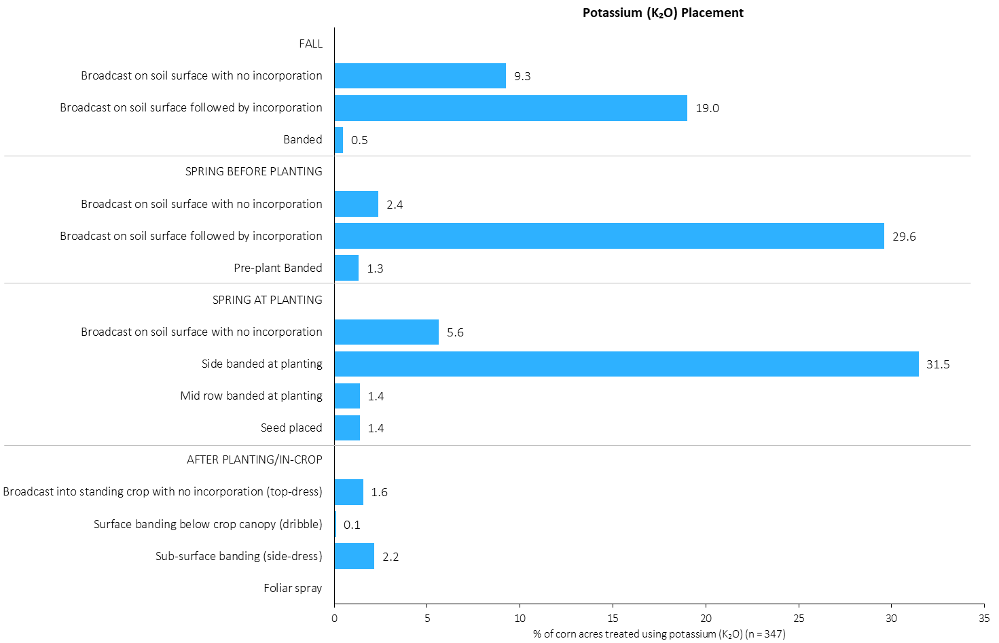 Potassium (K₂O) Placement
FALL
Broadcast on soil surface with no incorporation 9.3
Broadcast on soil surface followed by incorporation 19.0
Banded 0.5
SPRING BEFORE PLANTING
Broadcast on soil surface with no incorporation 2.4
Broadcast on soil surface followed by incorporation 29.6
Pre-plant Banded 1.3
SPRING AT PLANTING
Broadcast on soil surface with no incorporation 5.6
Side banded at planting 31.5
Mid row banded at planting 1.4
Seed placed 1.4
AFTER PLANTING/IN-CROP
Broadcast into standing crop with no incorporation (top-dress) 1.6
Surface banding below crop canopy (dribble) 0.1
Sub-surface banding (side-dress) 2.2
Foliar spray
0 5 10 15 20 25 30 35
% of corn acres treated using potassium (K₂O) (n = 347)